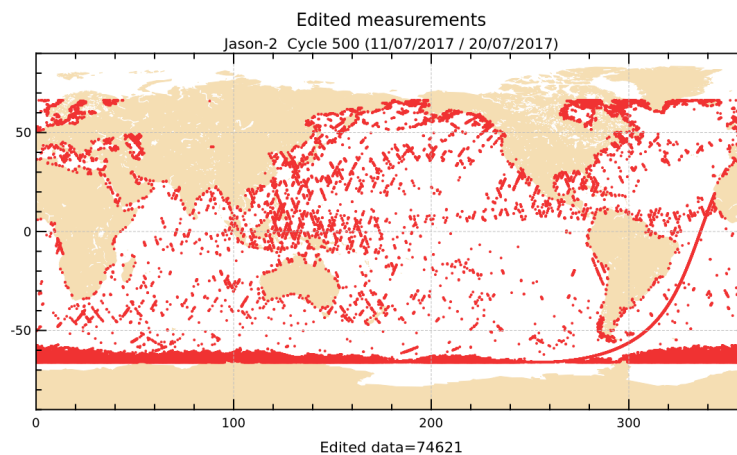 Edited measurements
Jason-2  Cycle 500 (11/07/2017 / 20/07/2017)
50
0
-50
0 100 200 300
Edited data=74621